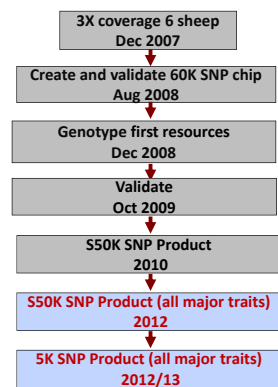 3X coverage 6 sheep
Dec 2007
Create and validate 60K SNP chip
Aug 2008
Genotype first resources
Dec 2008
Validate
Oct 2009
S50K SNP Product
2010
S50K SNP Product (all major traits)
2012
5K SNP Product (all major traits)
2012/13